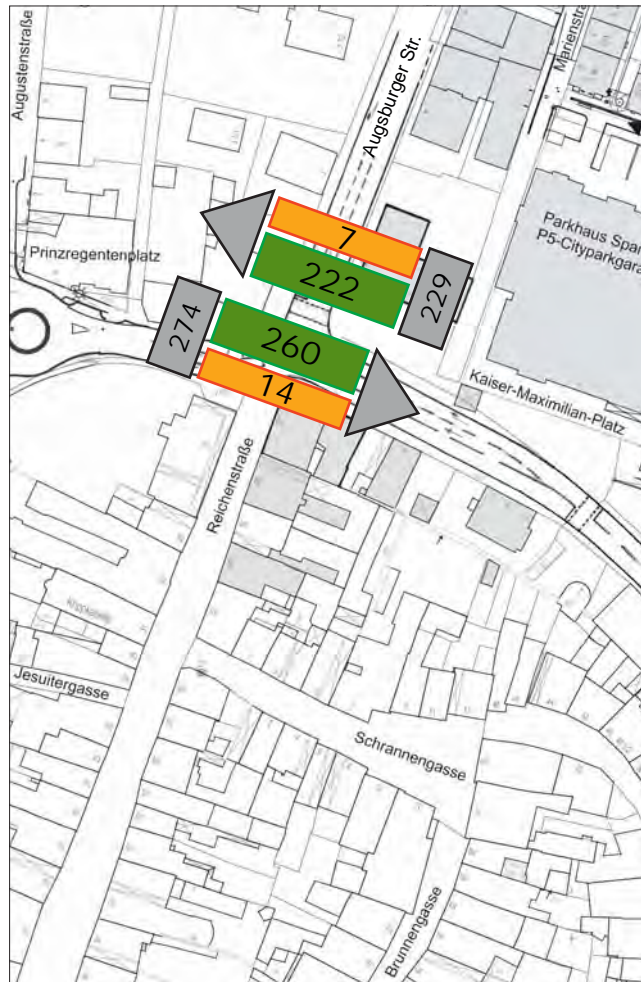 Augustenstraße
Augsburger Str.
Marienstra
Prinzregentenplatz
Parkhaus Spar
P5-Cityparkgara
7
222
229
274
260
14
Kaiser-Maximilian-Platz
Reichenstraße
Jesuitergasse
Schrannengasse
Brunnengasse